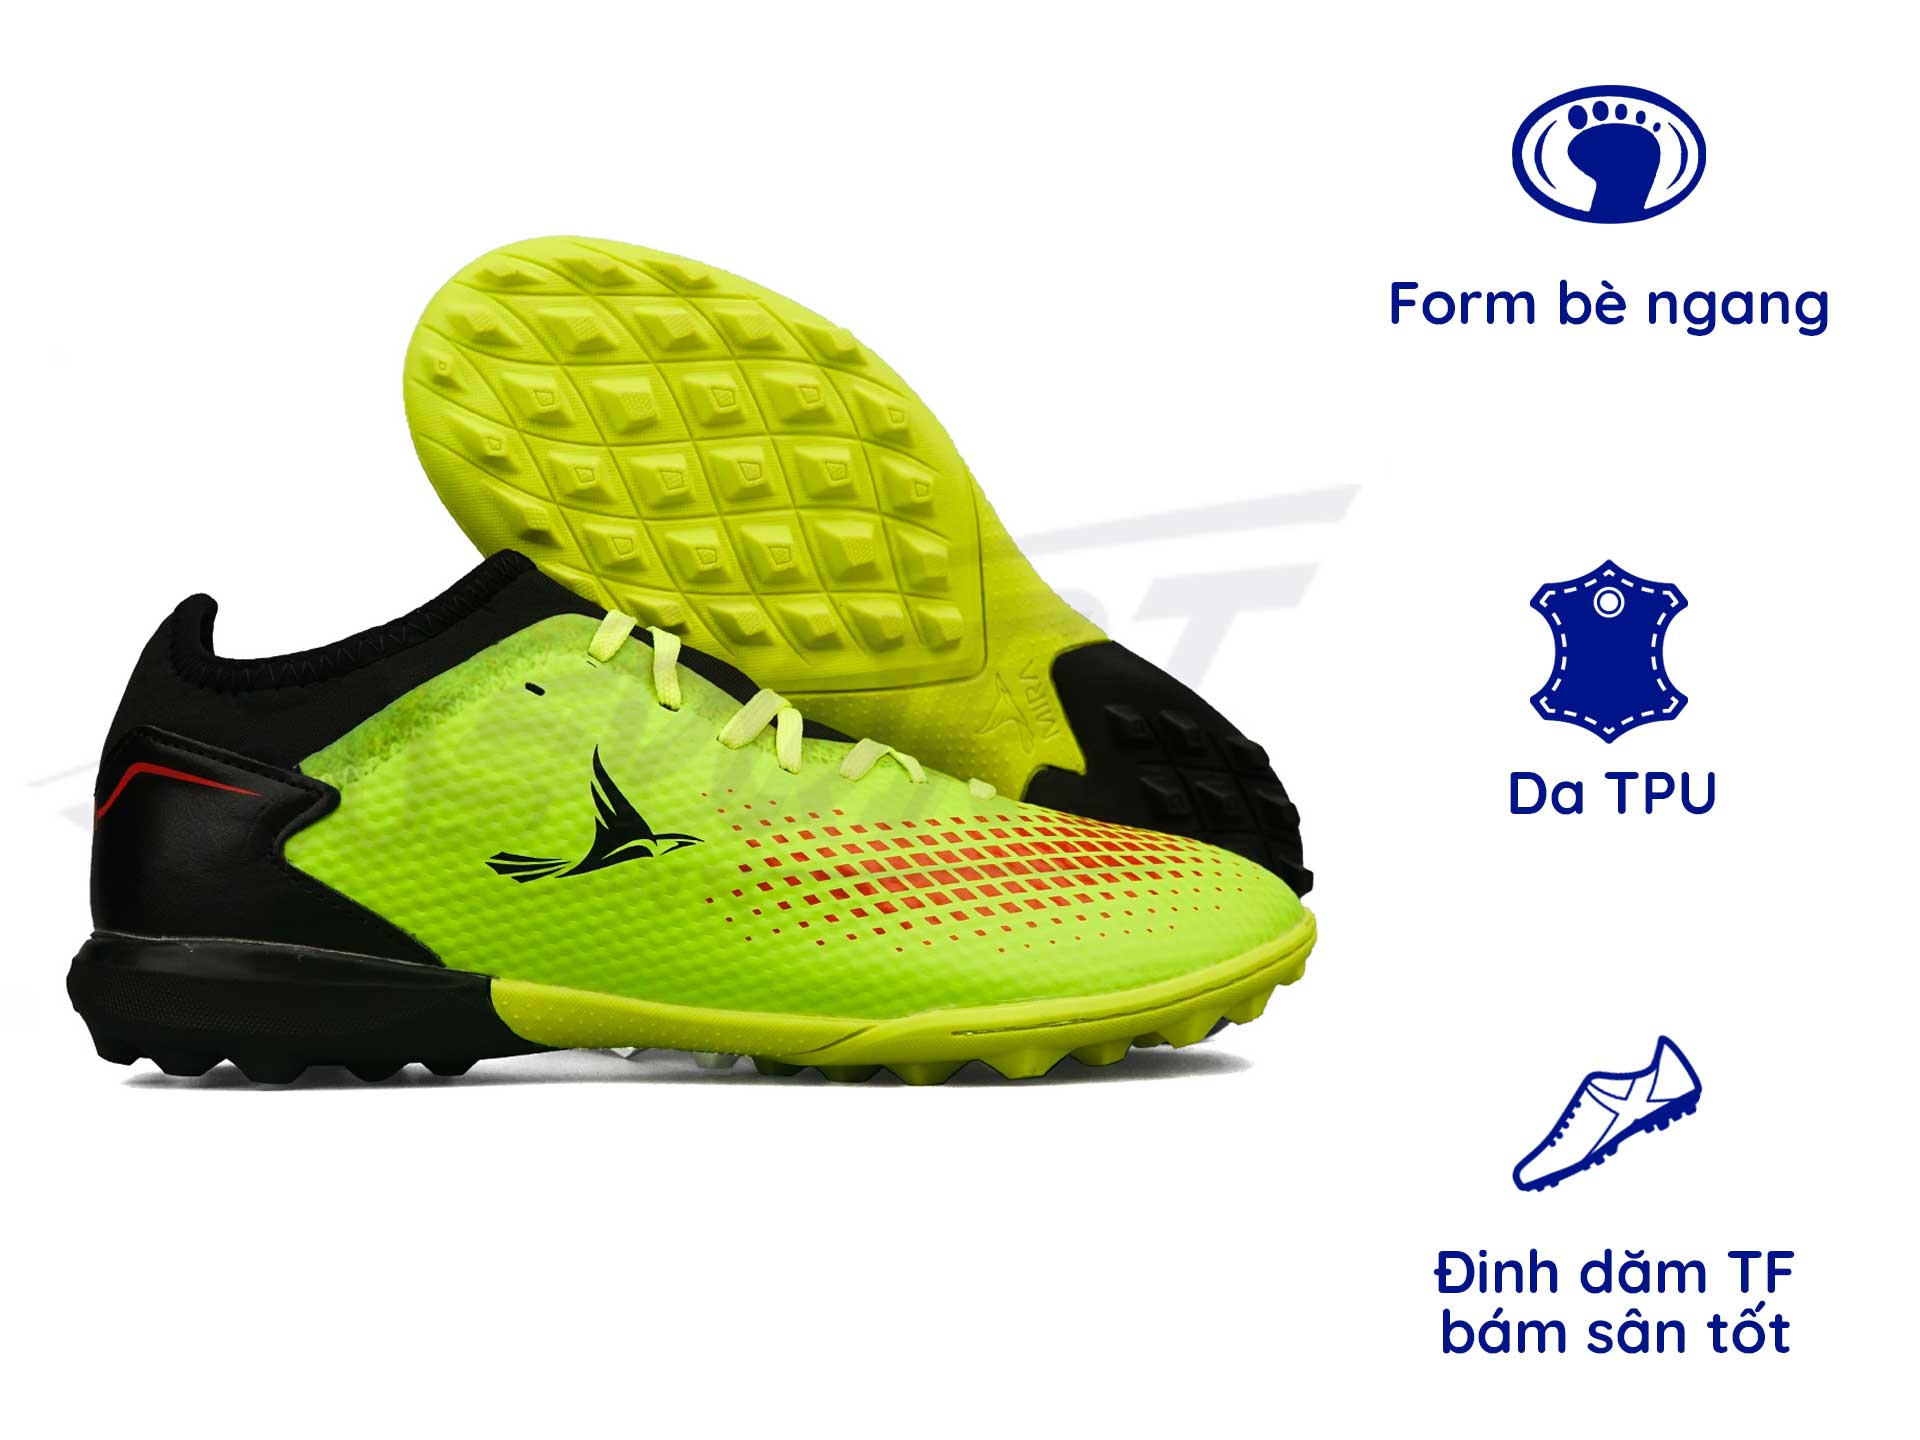 Form bè ngang
MIRA
Da TPU
Đinh dăm TF
bám sân tốt